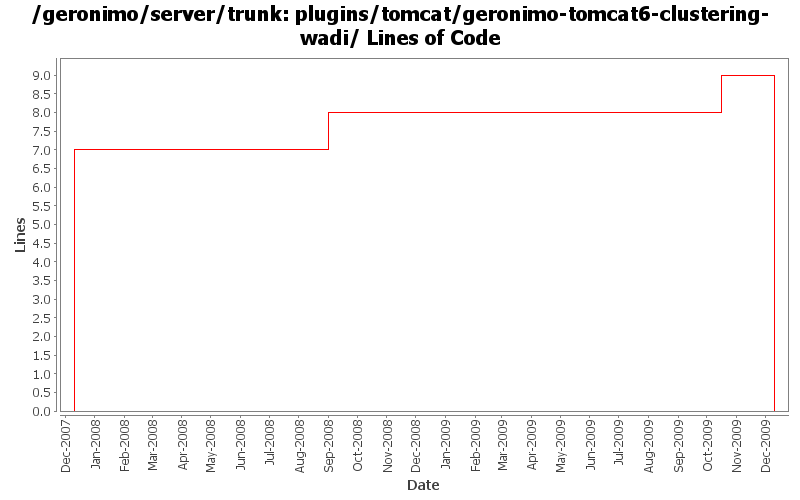 /geronimo/server/trunk: plugins/tomcat/geronimo-tomcat6-clustering-
wadi/ Lines of Code
9.0
8.5
8.0
7.5
7.0
6.5
6.0
5.5
5.0
4.5
4.0
3.5
3.0
2.5
2.0
1.5
1.0
0.5
0.0
Lines
Dec-2007
Jan-2008
Feb-2008
Mar-2008
Apr-2008
May-2008
Jun-2008
Jul-2008
Aug-2008
Sep-2008
Oct-2008
Nov-2008
Dec-2008
Jan-2009
Feb-2009
Mar-2009
Apr-2009
May-2009
Jun-2009
Jul-2009
Aug-2009
Sep-2009
Oct-2009
Nov-2009
Dec-2009
Date